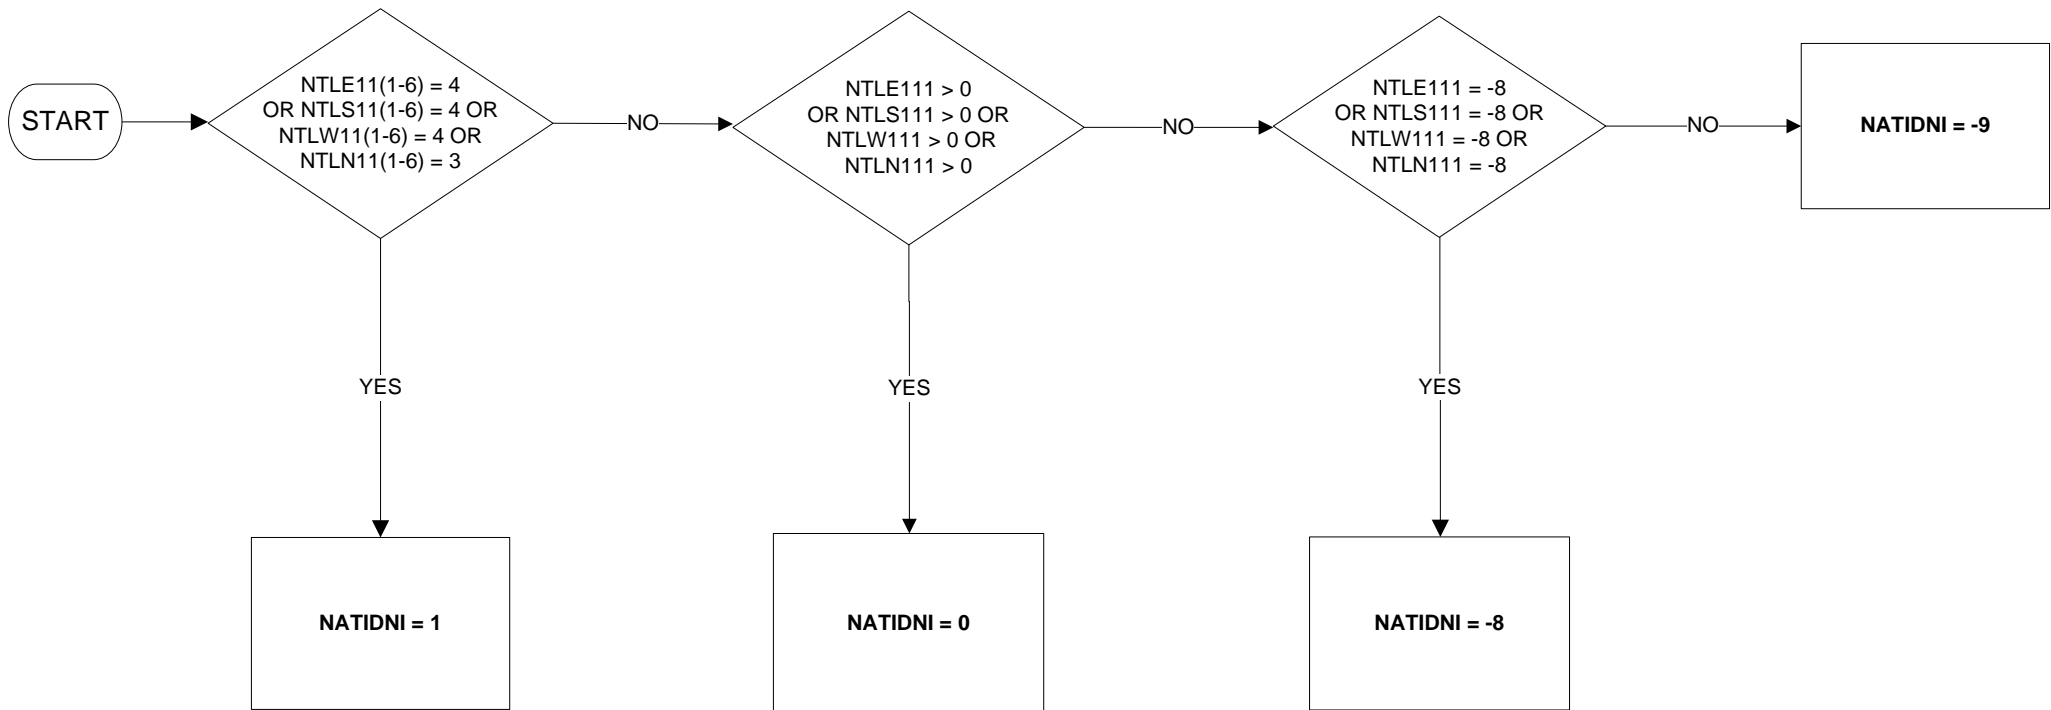 START
NTLE11(1-6) = 4
OR NTLS11(1-6) = 4 OR
NTLW11(1-6) = 4 OR
NTLN11(1-6) = 3
NO
NTLE111 > 0
OR NTLS111 > 0 OR
NTLW111 > 0 OR
NTLN111 > 0
NO
NTLE111 = -8
OR NTLS111 = -8 OR
NTLW111 = -8 OR
NTLN111 = -8
NO
NATIDNI = -9
YES
YES
YES
NATIDNI = 1
NATIDNI = 0
NATIDNI = -8